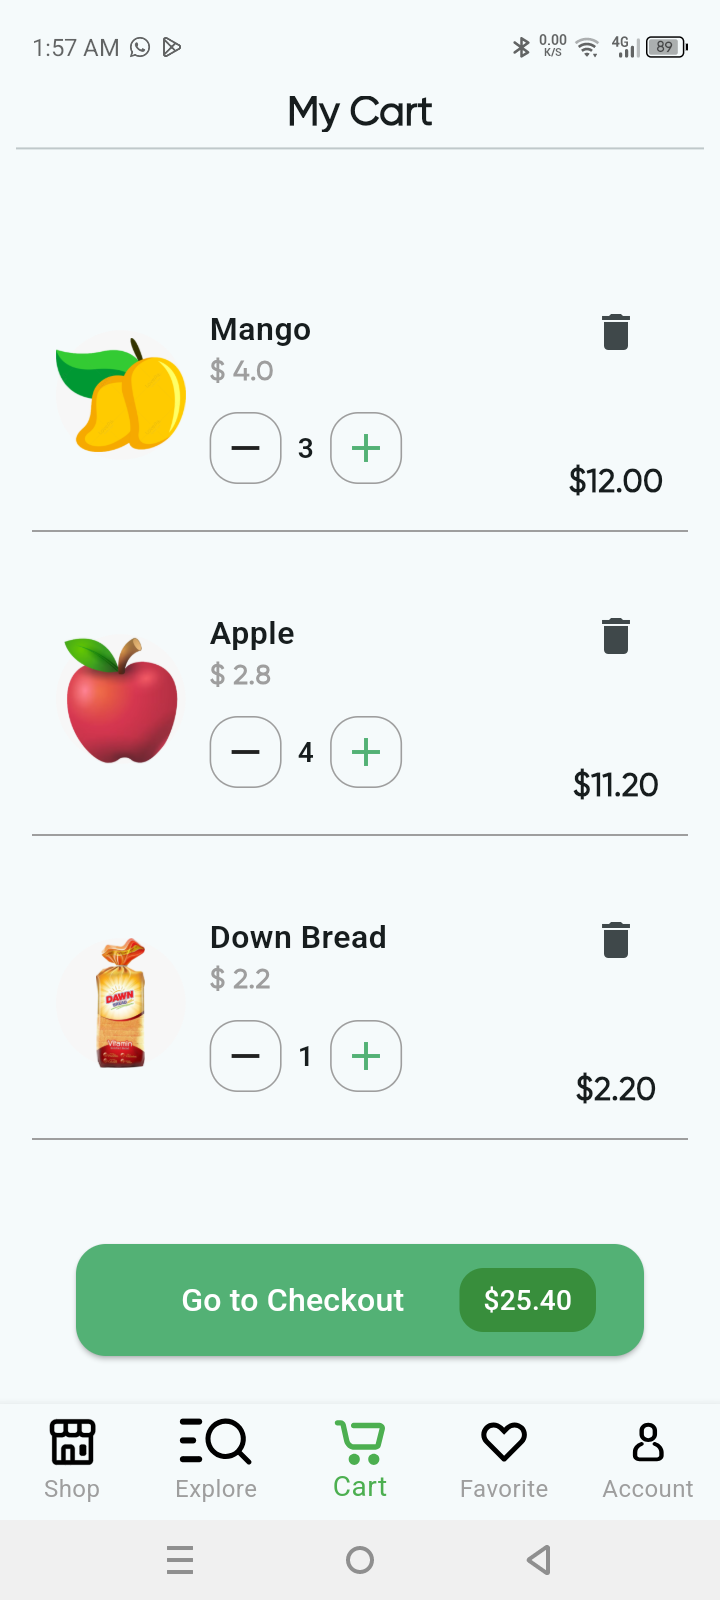 1:57 AM 0.00 K/S 4G 89
My Cart
Mango
$ 4.0
3
$12.00
Apple
$ 2.8
4
$11.20
Down Bread
$ 2.2
DAWN
Vitamin
1
$2.20
Go to Checkout $25.40
Shop Explore Cart Favorite Account